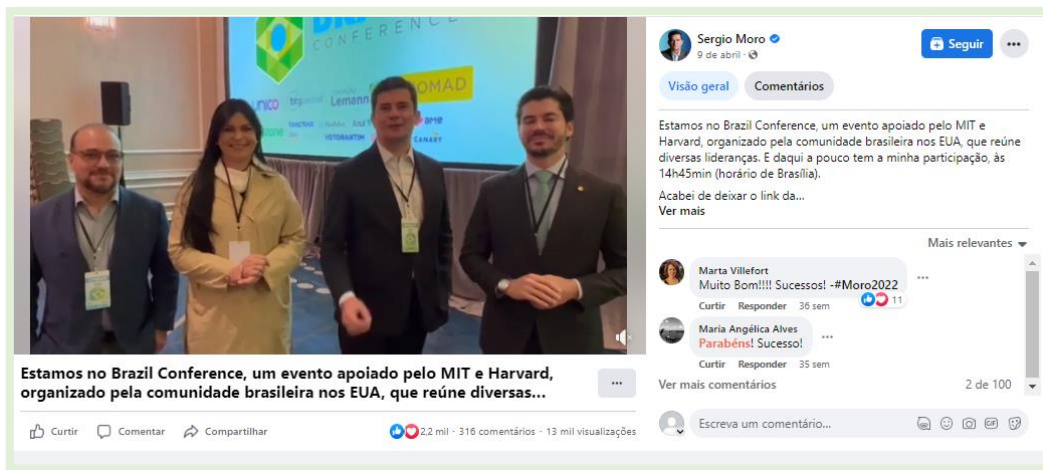 BRAZIL
CONFERENCE
unico
Lemann
NOMAD
VOTORANTIM
CANARY
Sergio Moro
9 de abril ·
Seguir
Visão geral
Comentários
Estamos no Brazil Conference, um evento apoiado pelo MIT e
Harvard, organizado pela comunidade brasileira nos EUA, que reúne
diversas lideranças. E daqui a pouco tem a minha participação, às
14h45min (horário de Brasília).
Acabei de deixar o link da...
Ver mais
Mais relevantes
Marta Villefort
Muito Bom!!!! Sucessos! -#Moro2022
11
Curtir Responder 36 sem
Maria Angélica Alves
Parabéns! Sucesso!
Curtir Responder 35 sem
Ver mais comentários 2 de 100
Escreva um comentário...
GIF
Estamos no Brazil Conference, um evento apoiado pelo MIT e Harvard,
organizado pela comunidade brasileira nos EUA, que reúne diversas...
Curtir Comentar Compartilhar 2,2 mil · 316 comentários · 13 mil visualizações